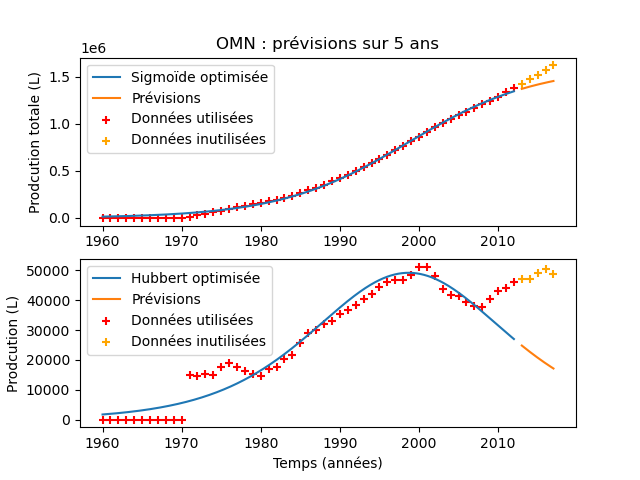 OMN : prévisions sur 5 ans
1e6
Prodcution totale (L)
1.5
1.0
0.5
0.0
Sigmoïde optimisée
Prévisions
Données utilisées
Données inutilisées
1960 1970 1980 1990 2000 2010
Prodcution (L)
50000
40000
30000
20000
10000
0
Hubbert optimisée
Prévisions
Données utilisées
Données inutilisées
1960 1970 1980 1990 2000 2010
Temps (années)